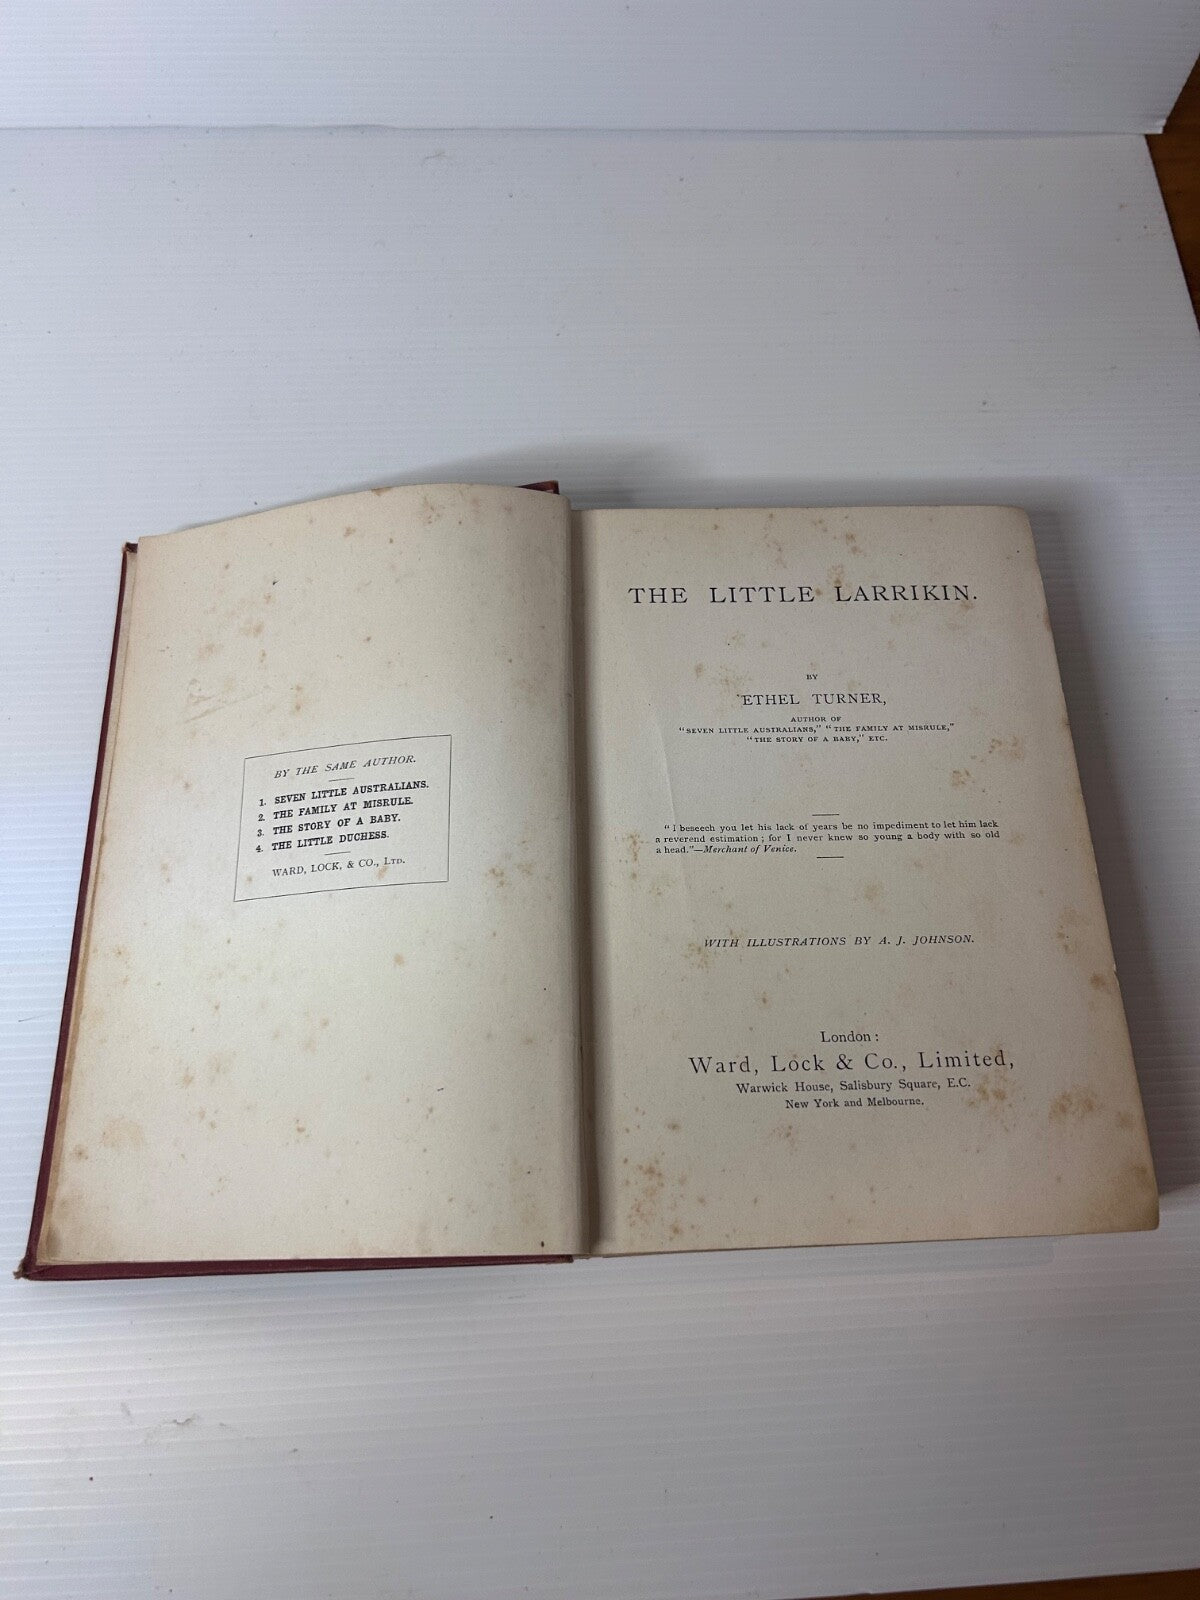 BY THE SAME AUTHOR.
1. SEVEN LITTLE AUSTRALIANS.
2. THE FAMILY AT MISRULE.
3. THE STORY OF A BABY.
4. THE LITTLE DUCHESS.
WARD, LOCK, & CO., LTD.
THE LITTLE LARRIKIN.
BY
ETHEL TURNER,
AUTHOR OF
"SEVEN LITTLE AUSTRALIANS," "THE FAMILY AT MISRULE,"
"THE STORY OF A BABY," ETC.
"I beseech you let his lack of years be no impediment to let him lack
a reverend estimation; for I never knew so young a body with so old
a head."—Merchant of Venice.
WITH ILLUSTRATIONS BY A. J. JOHNSON.
London:
Ward, Lock & Co., Limited,
Warwick House, Salisbury Square, E.C.
New York and Melbourne.